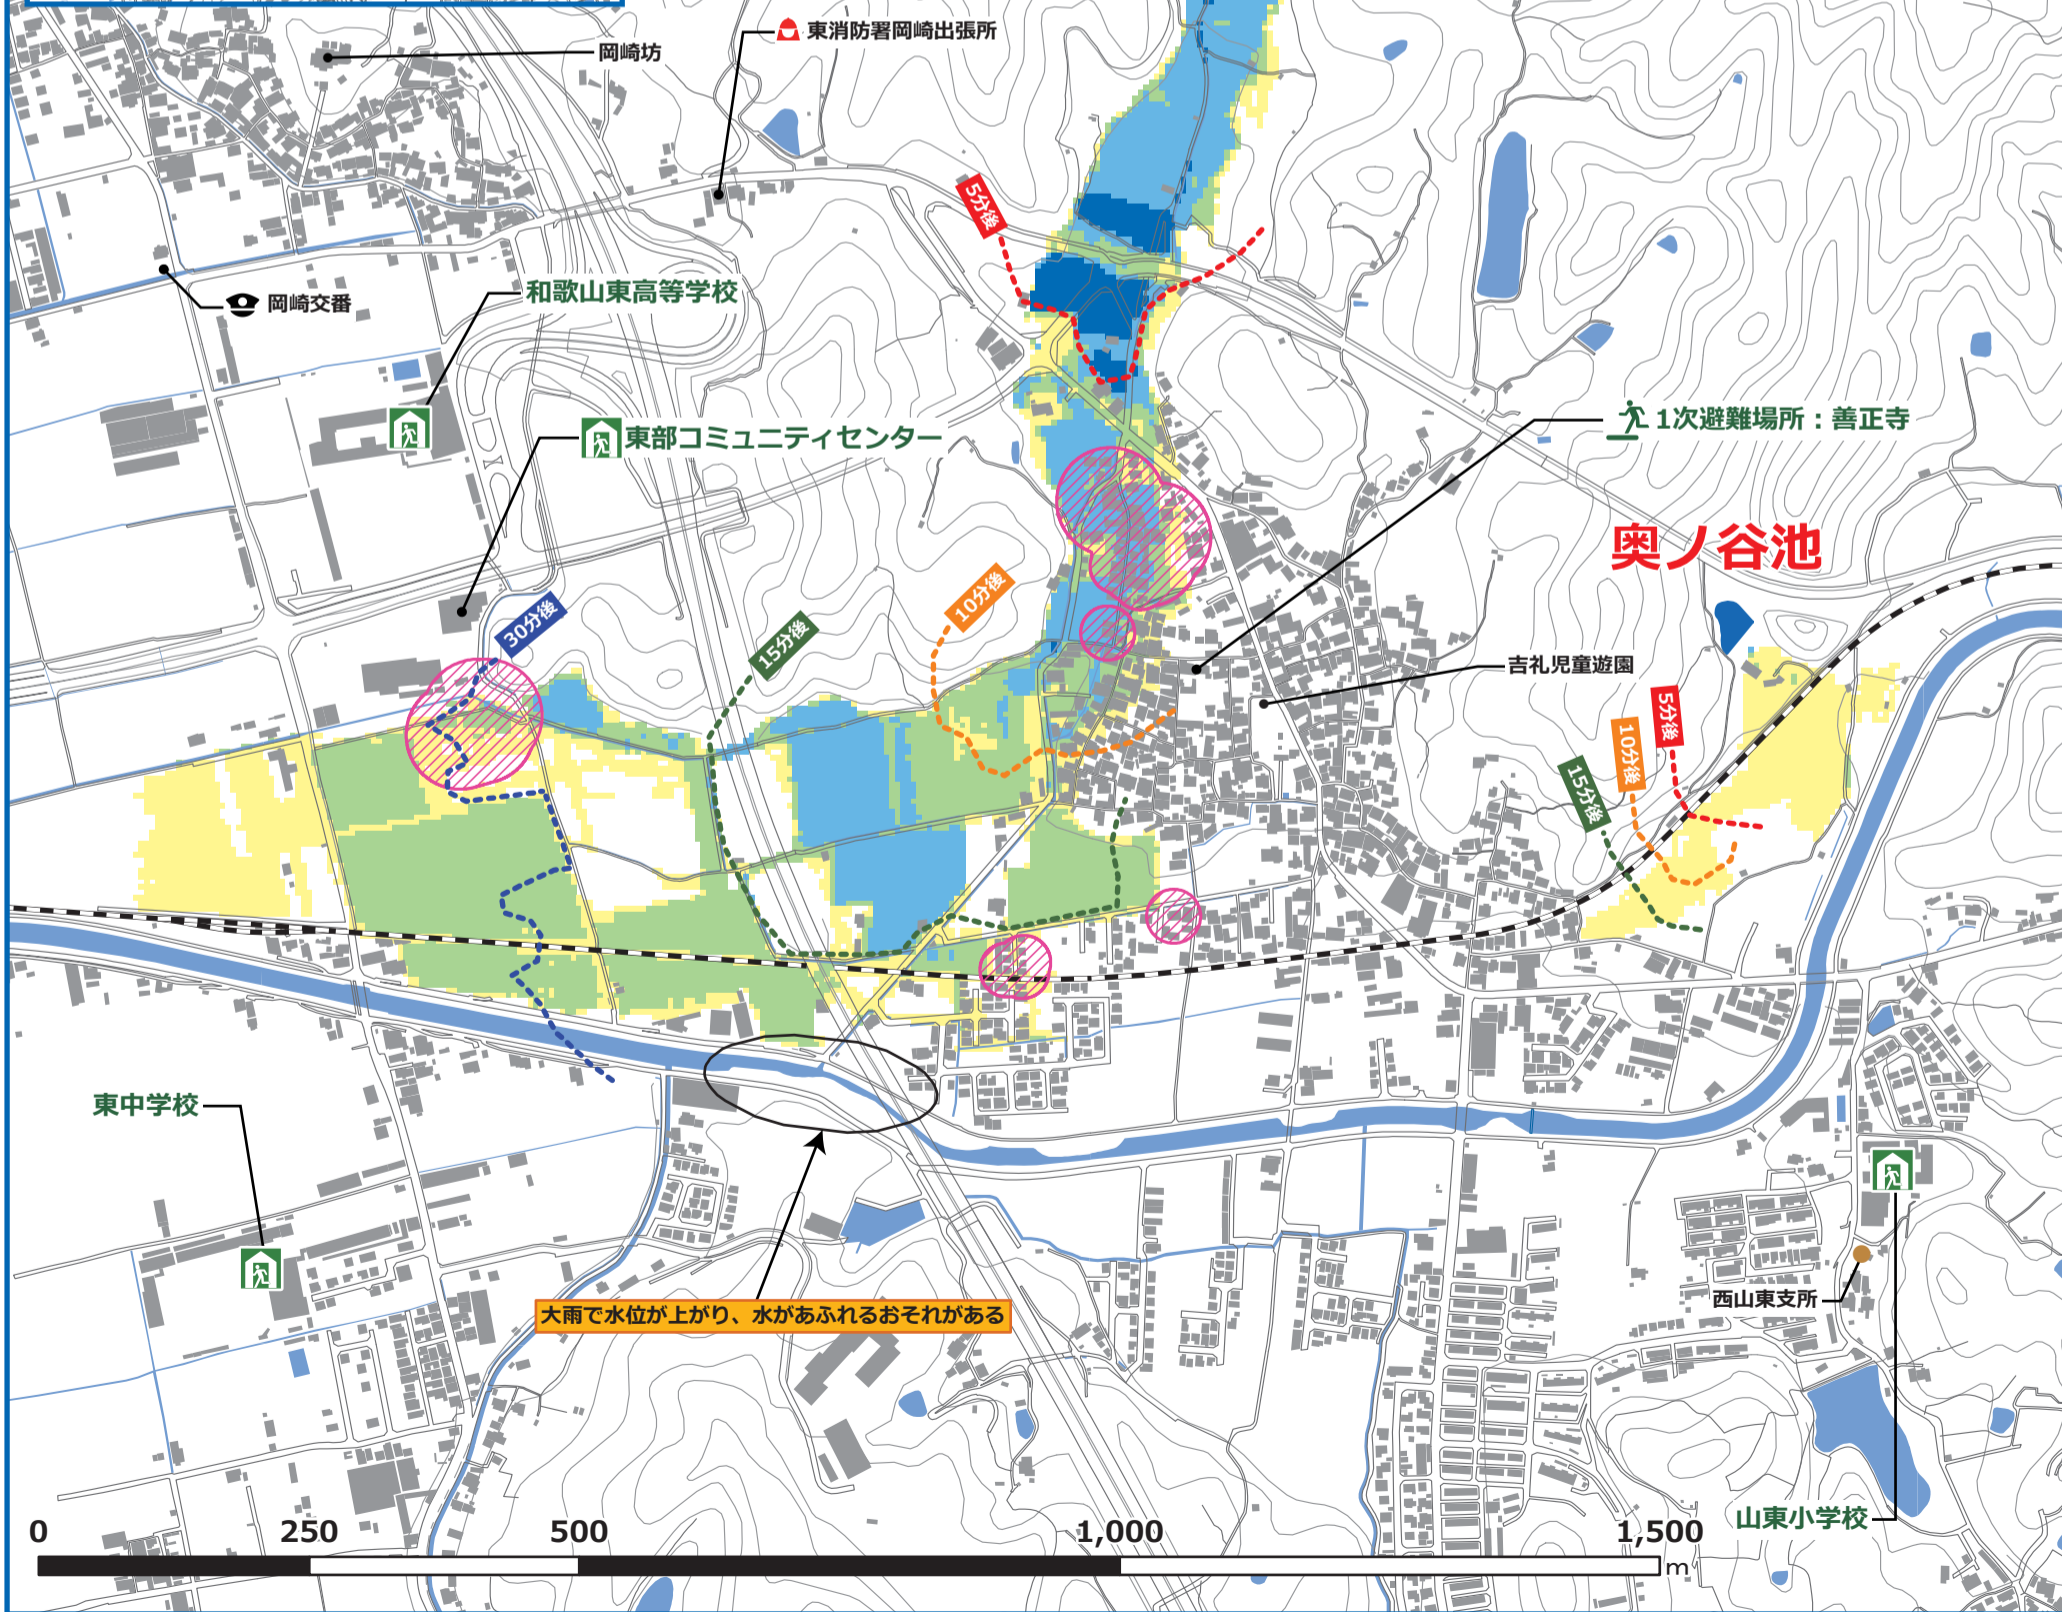 東消防署岡崎出張所
岡崎坊
5分後
和歌山東高等学校
岡崎交番
1次避難場所：善正寺
東部コミュニティセンター
奥ノ谷池
10分後
30分後
15分後
吉礼児童遊園
5分後
10分後
15分後
東中学校
大雨で水位が上がり、水があふれるおそれがある
西山東支所
山東小学校
0 250 500 1,000 1,500
m